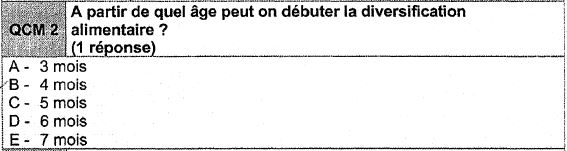 QCM 2
A partir de quel âge peut on débuter la diversification
alimentaire ?
(1 réponse)
A - 3 mois
B - 4 mois
C - 5 mois
D - 6 mois
E - 7 mois